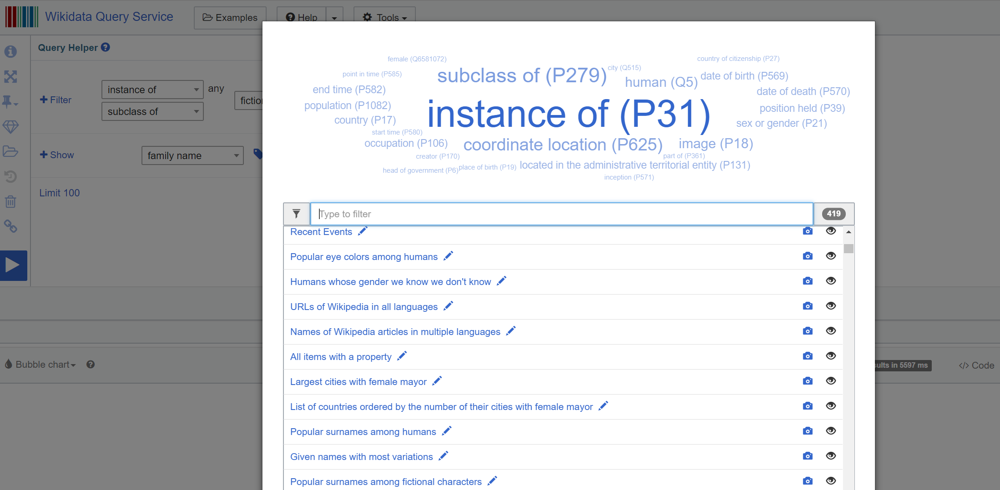 Wikidata Query Service
Examples
Help
Tools
Query Helper
Filter
instance of
any
fictio
subclass of
Show
family name
Limit 100
Bubble chart
ults in 5597 ms
</> Code
female (Q6581072)
country of citizenship (P27)
point in time (P585)
subclass of (P279)
city (Q515)
human (Q5)
date of birth (P569)
end time (P582)
date of death (P570)
population (P1082)
instance of (P31)
position held (P39)
country (P17)
sex or gender (P21)
start time (P580)
occupation (P106)
coordinate location (P625)
image (P18)
creator (P170)
part of (P361)
head of government (P6)
place of birth (P19)
located in the administrative territorial entity (P131)
inception (P571)
Type to filter
419
Recent Events
Popular eye colors among humans
Humans whose gender we know we don't know
URLs of Wikipedia in all languages
Names of Wikipedia articles in multiple languages
All items with a property
Largest cities with female mayor
List of countries ordered by the number of their cities with female mayor
Popular surnames among humans
Given names with most variations
Popular surnames among fictional characters